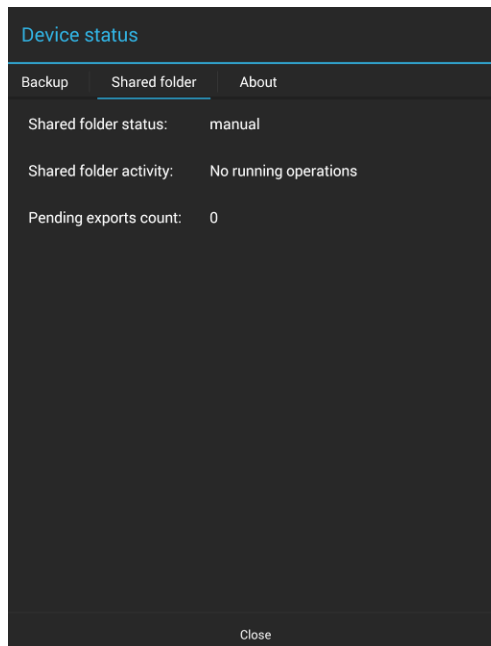 Device status
Backup Shared folder About
Shared folder status: manual
Shared folder activity: No running operations
Pending exports count: 0
Close